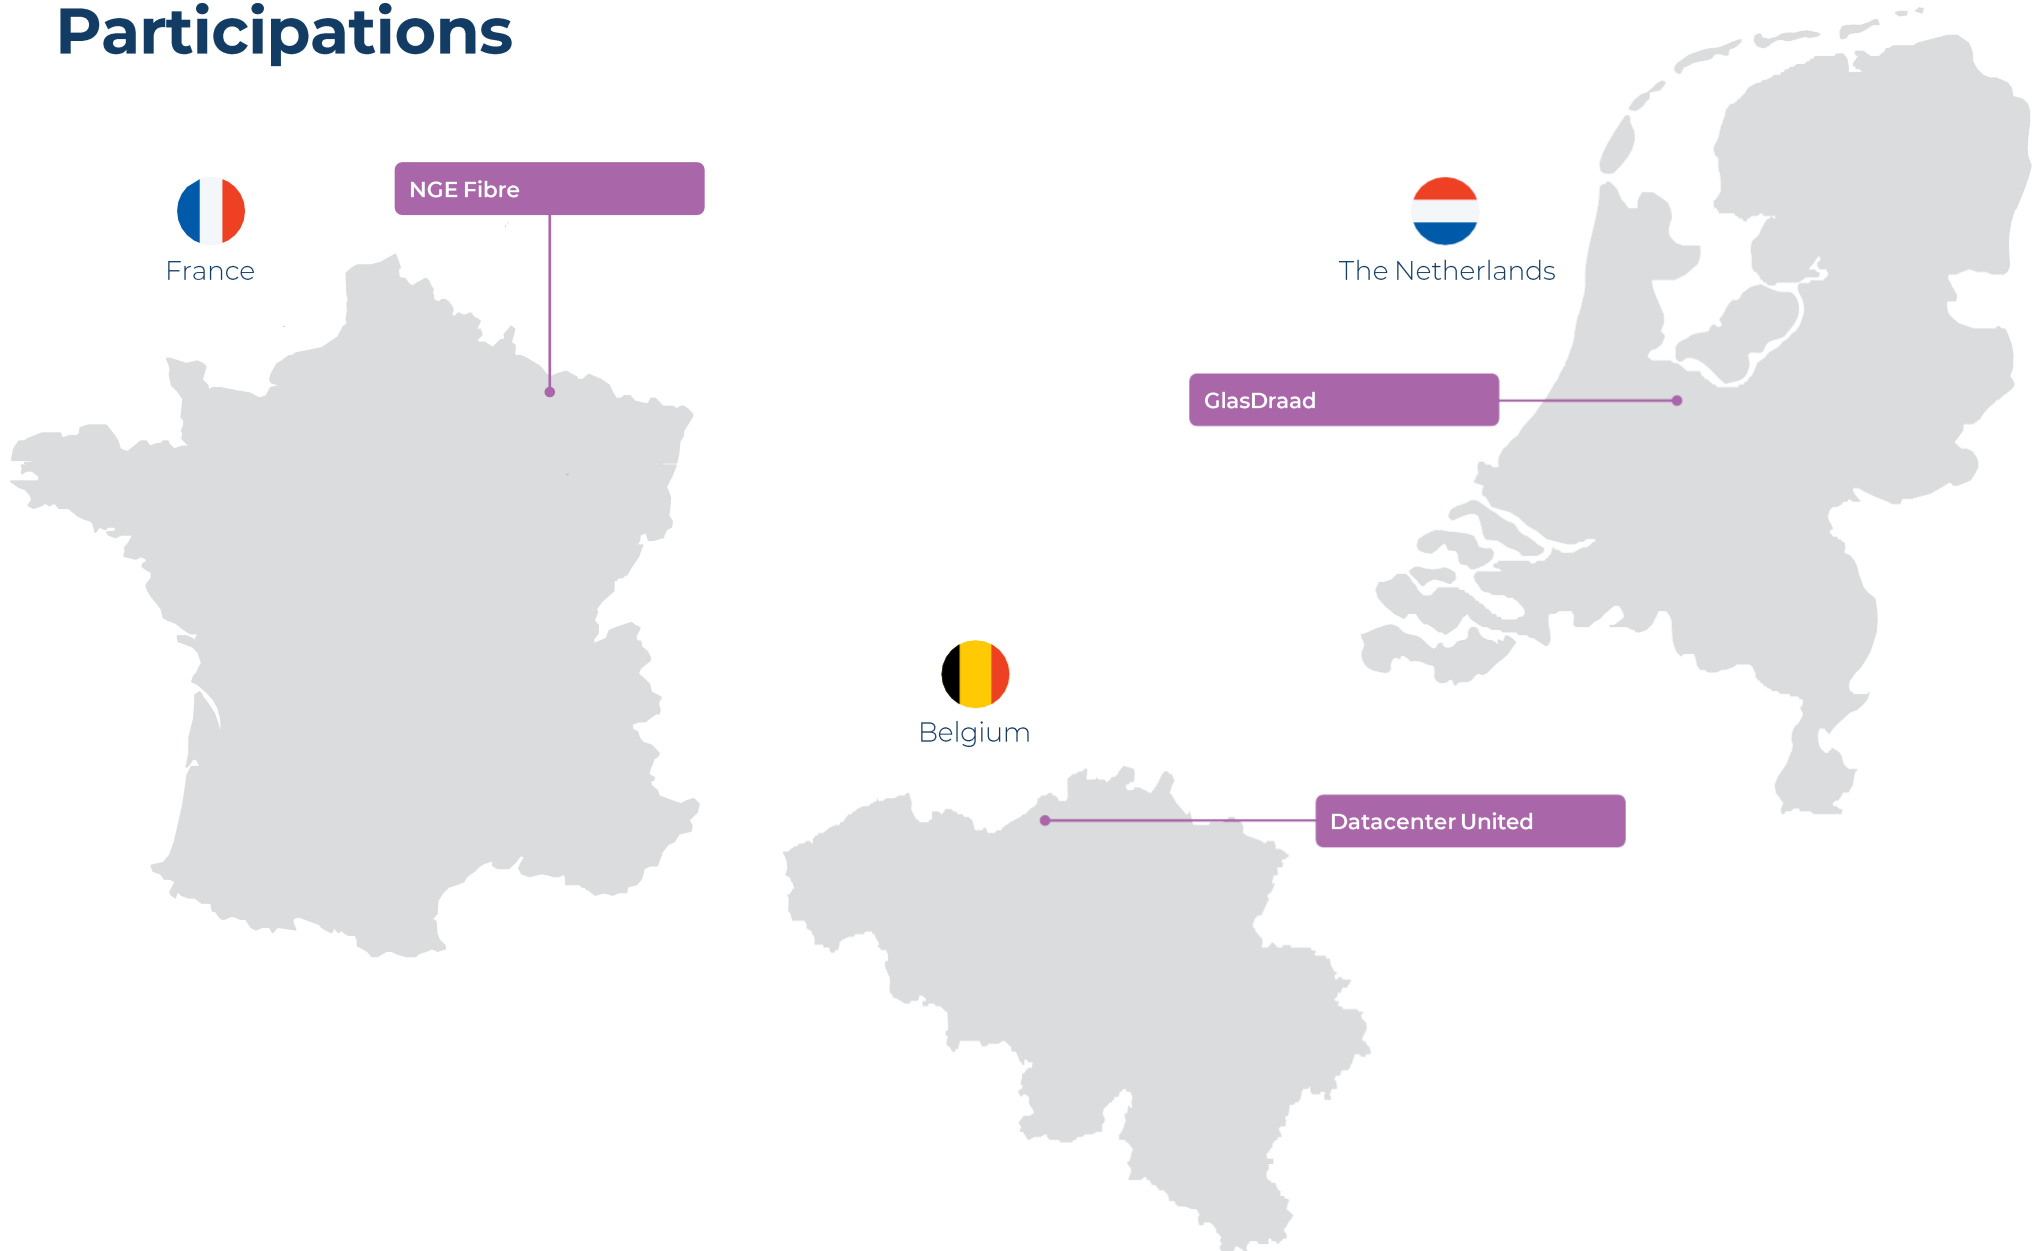 Participations
NGE Fibre
France
The Netherlands
GlasDraad
Belgium
Datacenter United